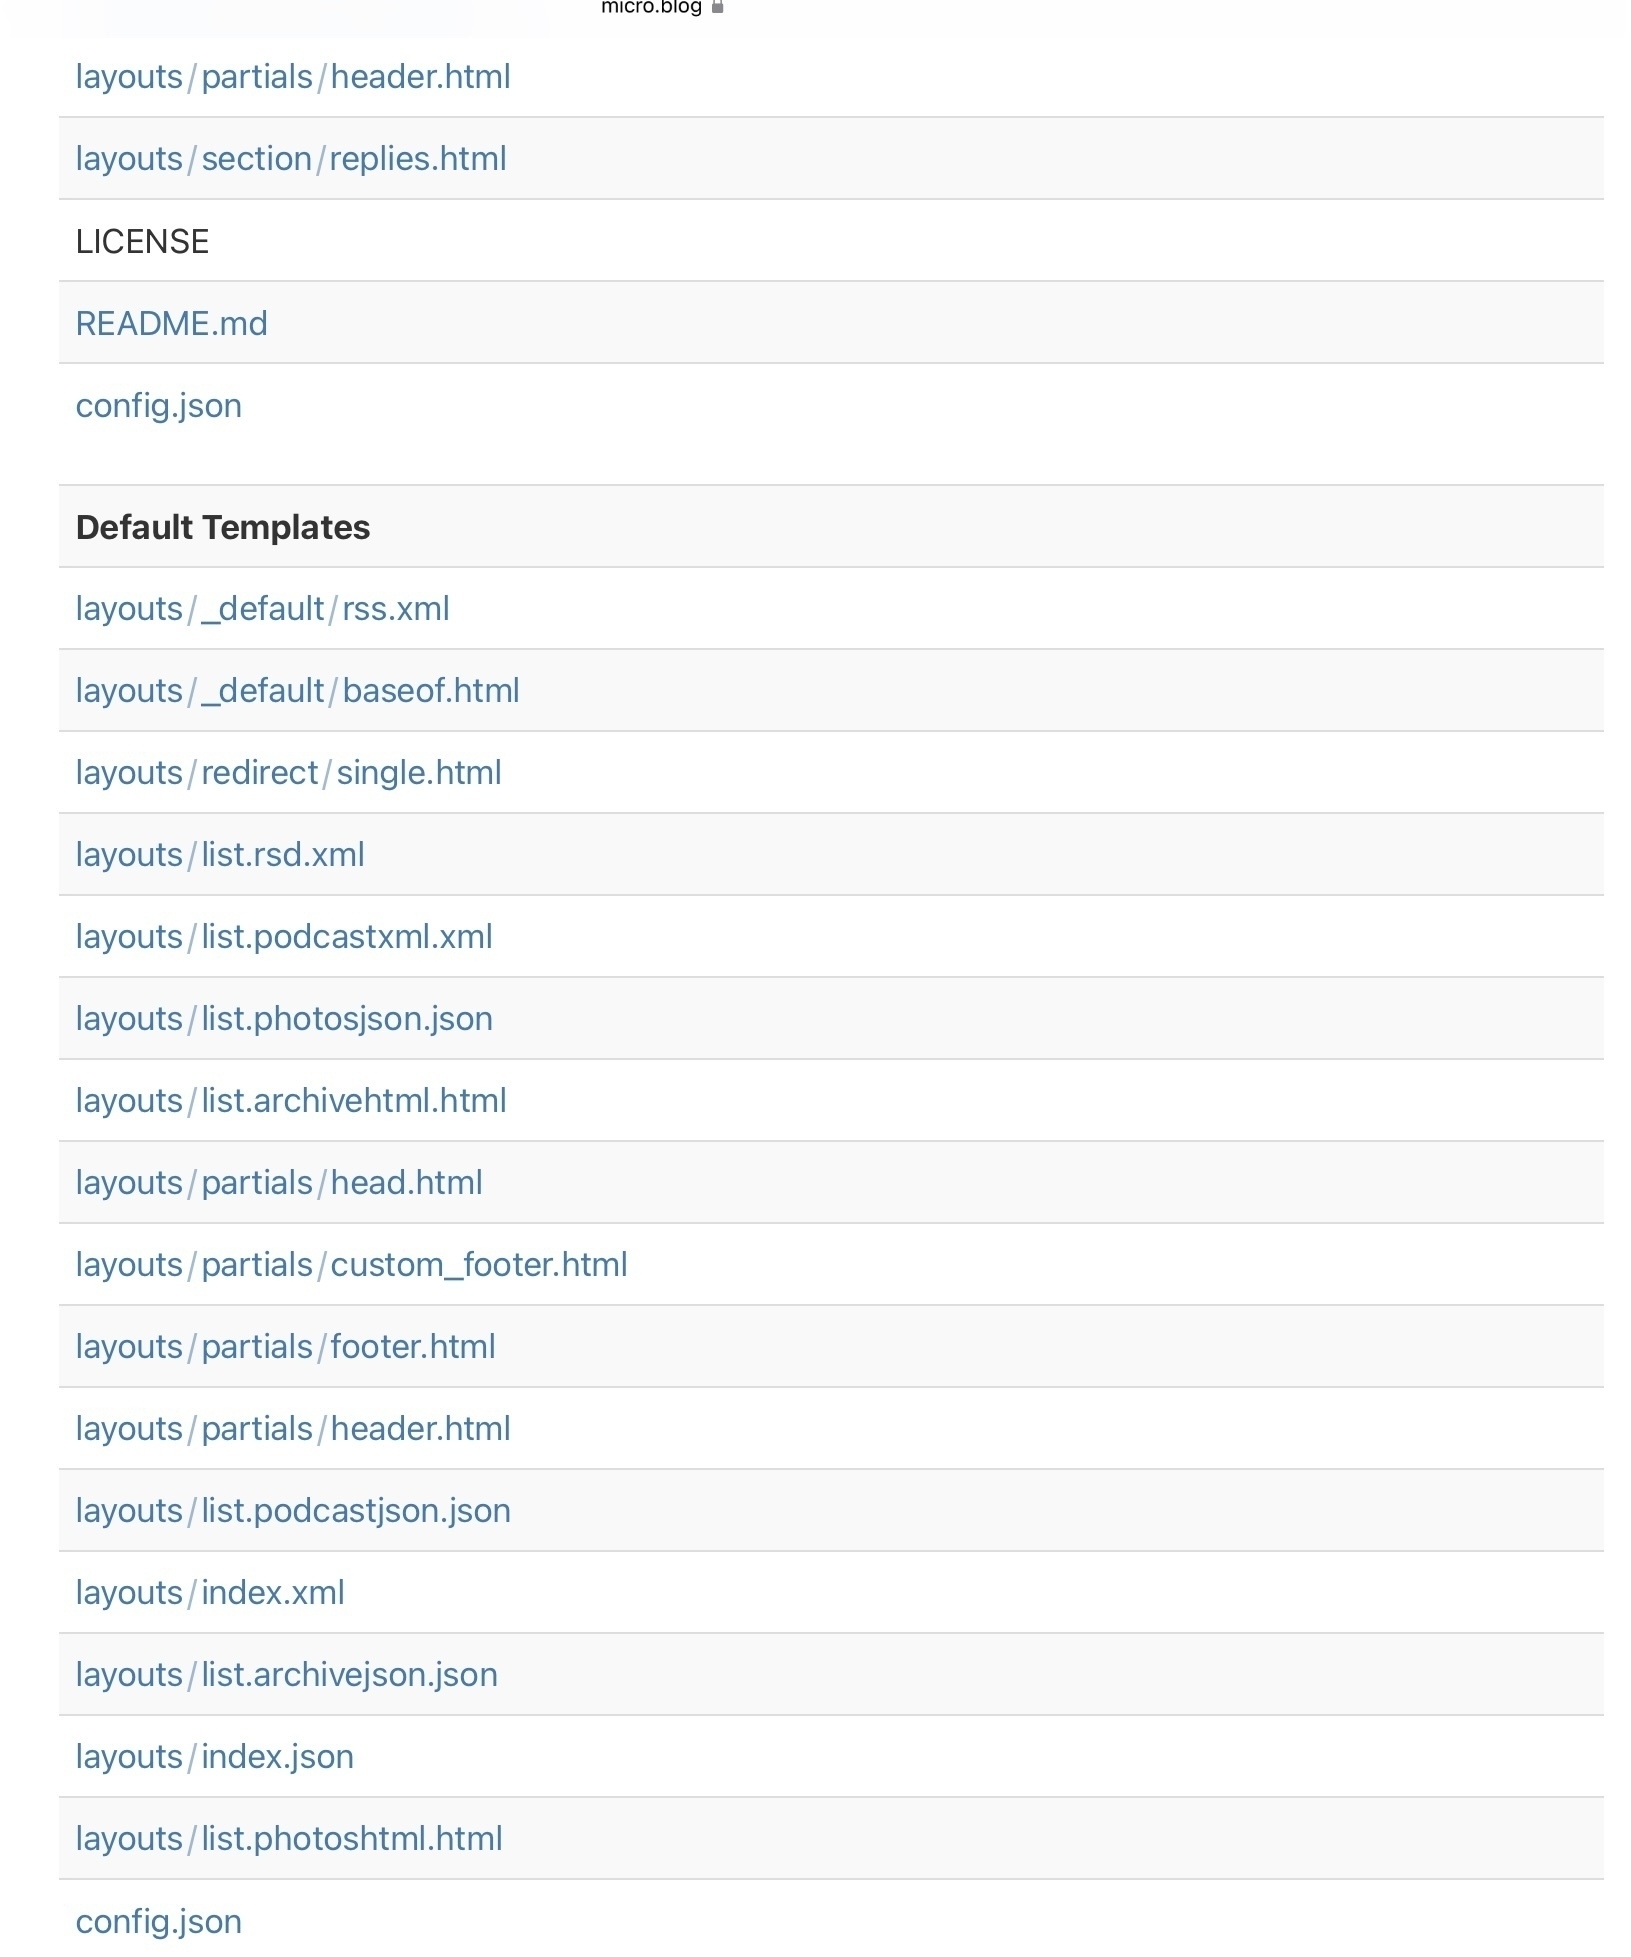 micro.blog
layouts/partials/header.html
layouts/section/replies.html
LICENSE
README.md
config.json
Default Templates
layouts/_default/rss.xml
layouts/_default/baseof.html
layouts/redirect/single.html
layouts/list.rsd.xml
layouts/list.podcastxml.xml
layouts/list.photosjson.json
layouts/list.archivehtml.html
layouts/partials/head.html
layouts/partials/custom_footer.html
layouts/partials/footer.html
layouts/partials/header.html
layouts/list.podcastjson.json
layouts/index.xml
layouts/list.archivejson.json
layouts/index.json
layouts/list.photoshtml.html
config.json